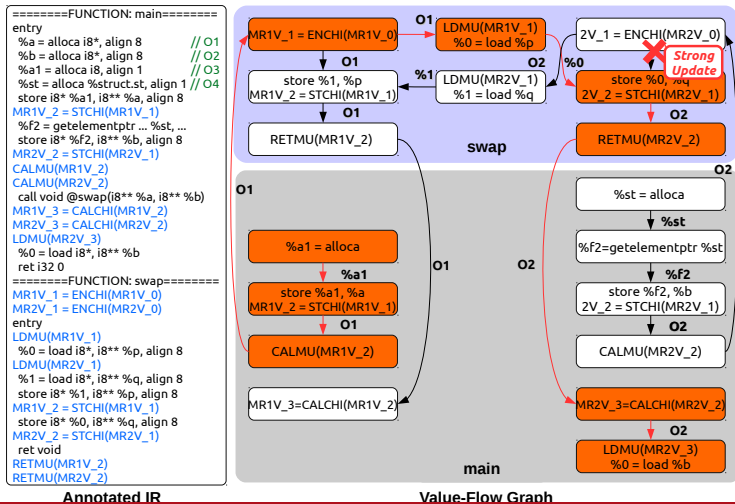 ========FUNCTION: main========
entry
%a = alloca i8*, align 8 // O1
%b = alloca i8*, align 8 // O2
%a1 = alloca i8, align 1 // O3
%st = alloca %struct.st, align 1 // O4
store i8* %a1, i8** %a, align 8
MR1V_2 = STCHI(MR1V_1)
%f2 = getelementptr ... %st, ...
store i8* %f2, i8** %b, align 8
MR2V_2 = STCHI(MR2V_1)
CALMU(MR1V_2)
CALMU(MR2V_2)
call void @swap(i8** %a, i8** %b)
MR1V_3 = CALCHI(MR1V_2)
MR2V_3 = CALCHI(MR2V_2)
LDMU(MR2V_3)
%0 = load i8*, i8** %b
ret i32 0
========FUNCTION: swap========
MR1V_1 = ENCHI(MR1V_0)
MR2V_1 = ENCHI(MR2V_0)
entry
LDMU(MR1V_1)
%0 = load i8*, i8** %p, align 8
LDMU(MR2V_1)
%1 = load i8*, i8** %q, align 8
store i8* %1, i8** %p, align 8
MR1V_2 = STCHI(MR1V_1)
store i8* %0, i8** %q, align 8
MR2V_2 = STCHI(MR2V_1)
ret void
RETMU(MR1V_2)
RETMU(MR2V_2)
Annotated IR
MR1V_1 = ENCHI(MR1V_0)
O1
LDMU(MR1V_1)
%0 = load %p
2V_1 = ENCHI(MR2V_0)
Strong
Update
O1
O2
%0
store %1, %p
MR1V_2 = STCHI(MR1V_1)
%1
LDMU(MR2V_1)
%1 = load %q
store %0, %q
2V_2 = STCHI(MR2V_1)
O1
O2
RETMU(MR1V_2)
swap
RETMU(MR2V_2)
O1
O2
%st = alloca
%st
%a1 = alloca
%f2=getelementptr %st
O1
O2
%a1
%f2
store %a1, %a
MR1V_2 = STCHI(MR1V_1)
store %f2, %b
2V_2 = STCHI(MR2V_1)
O1
O2
CALMU(MR1V_2)
CALMU(MR2V_2)
MR1V_3=CALCHI(MR1V_2)
MR2V_3=CALCHI(MR2V_2)
O2
LDMU(MR2V_3)
%0 = load %b
main
Value-Flow Graph